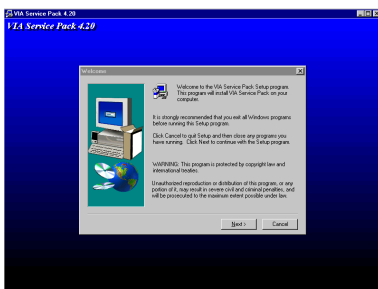 VIA Service Pack 4.20
VIA Service Pack 4.20
Welcome
Welcome to the VIA Service Pack Setup program.
This program will install VIA Service Pack on your
computer.
It is strongly recommended that you exit all Windows programs
before running this Setup program.
Click Cancel to quit Setup and then close any programs you
have running. Click Next to continue with the Setup program.
WARNING: This program is protected by copyright law and
international treaties.
Unauthorized reproduction or distribution of this program, or any
portion of it, may result in severe civil and criminal penalties, and
will be prosecuted to the maximum extent possible under law.
Next >
Cancel